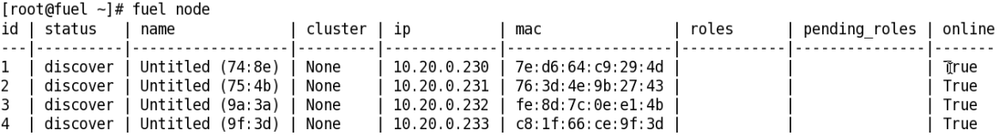 [root@fuel ~]# fuel node
id | status | name | cluster | ip | mac | roles | pending_roles | online
---|----------|------------------|---------|-------------|-------------------|-------|---------------|-------
1 | discover | Untitled (74:8e) | None | 10.20.0.230 | 7e:d6:64:c9:29:4d | | | True
2 | discover | Untitled (75:4b) | None | 10.20.0.231 | 76:3d:4e:9b:27:43 | | | True
3 | discover | Untitled (9a:3a) | None | 10.20.0.232 | fe:8d:7c:0e:e1:4b | | | True
4 | discover | Untitled (9f:3d) | None | 10.20.0.233 | c8:1f:66:ce:9f:3d | | | True